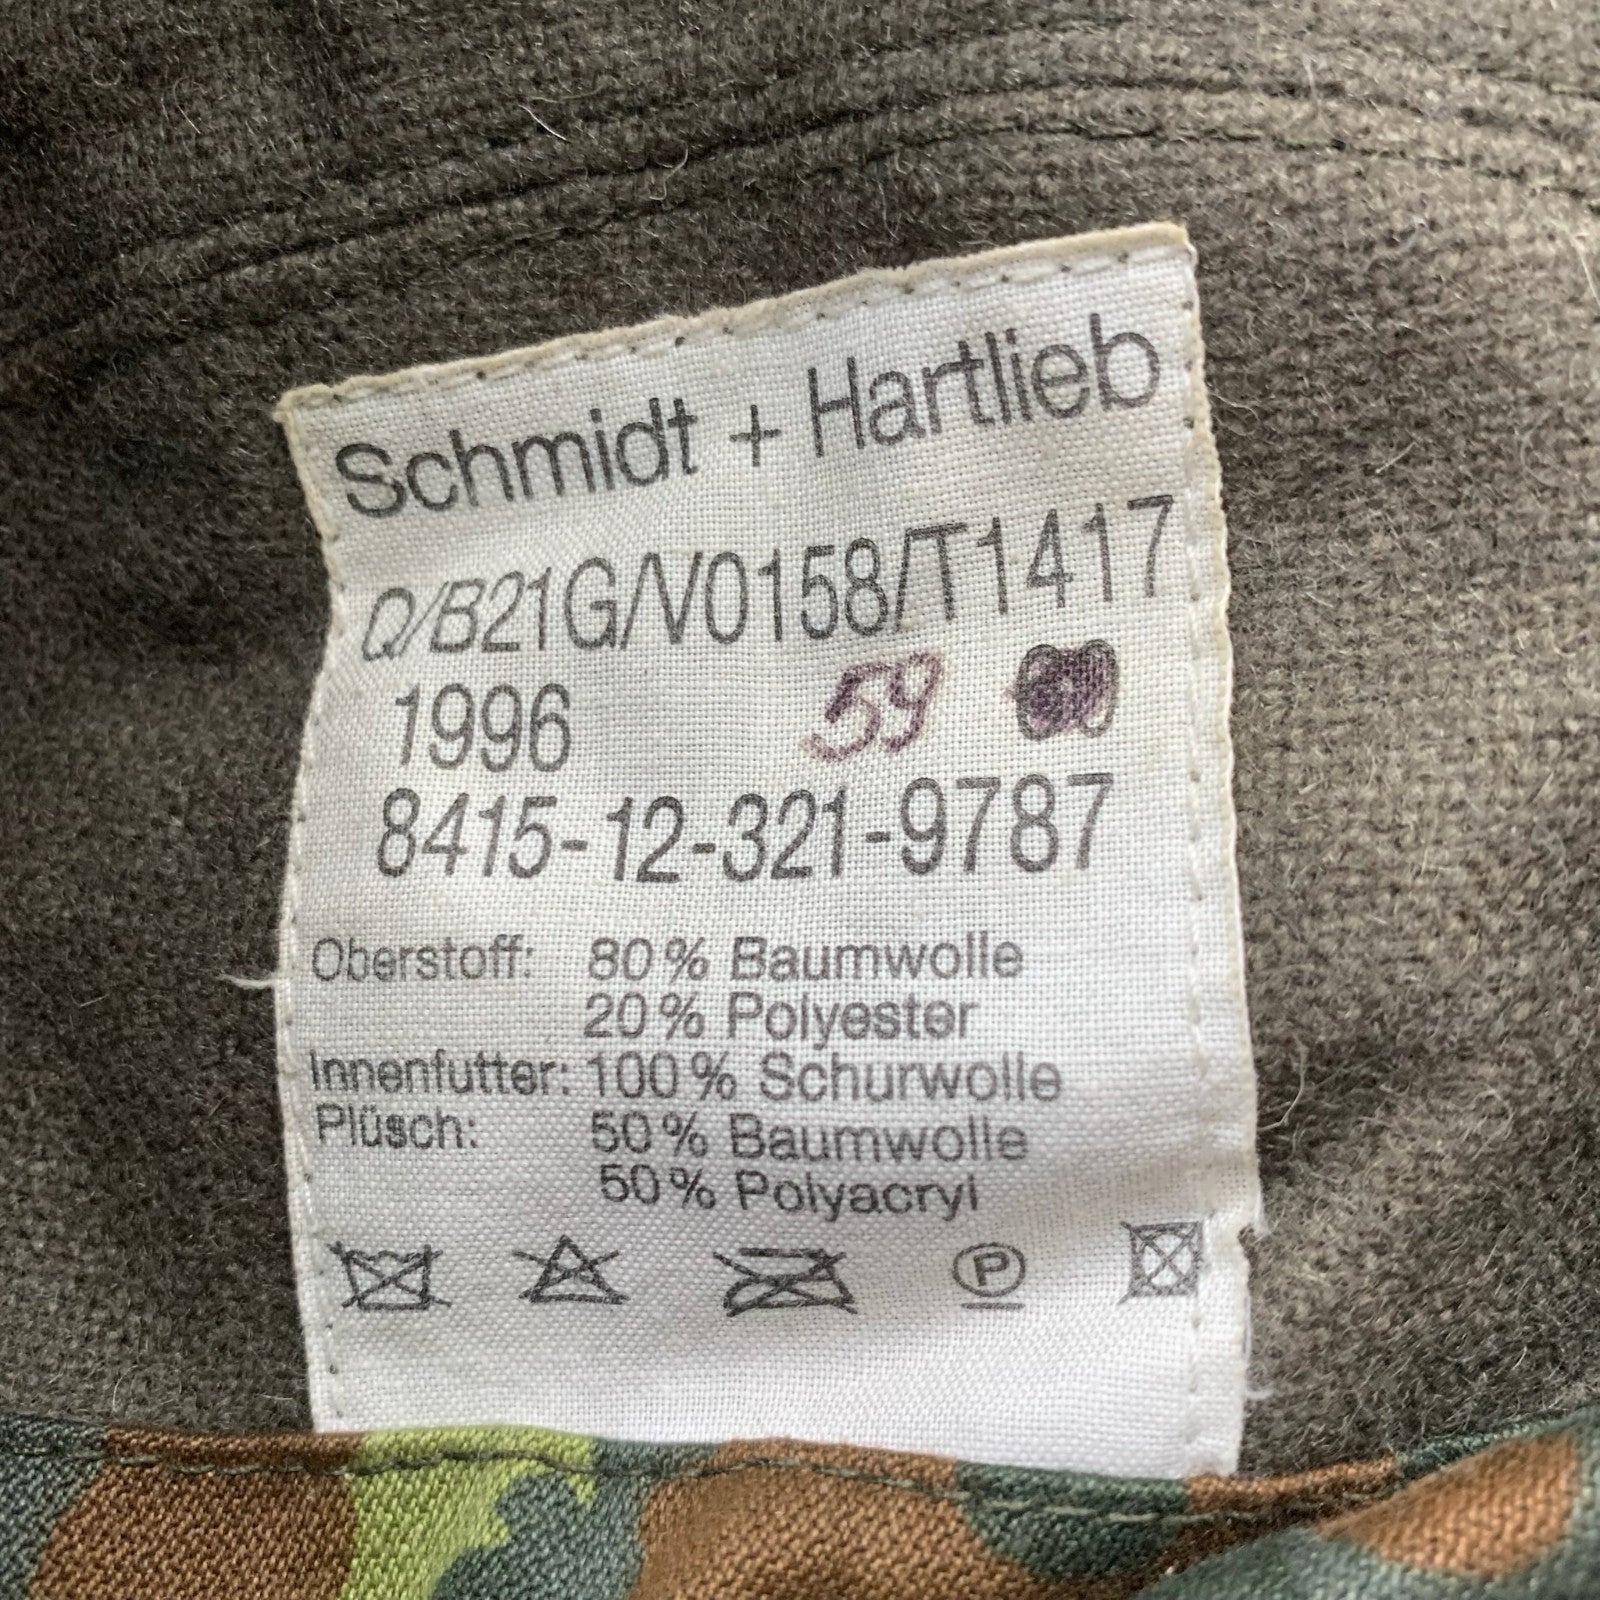 Schmidt + Hartlieb
Q/B21G/V0158/T1417
1996 59
8415-12-321-9787
Oberstoff: 80 % Baumwolle
20 % Polyester
Innenfutter: 100 % Schurwolle
Plüsch: 50 % Baumwolle
50 % Polyacryl
P